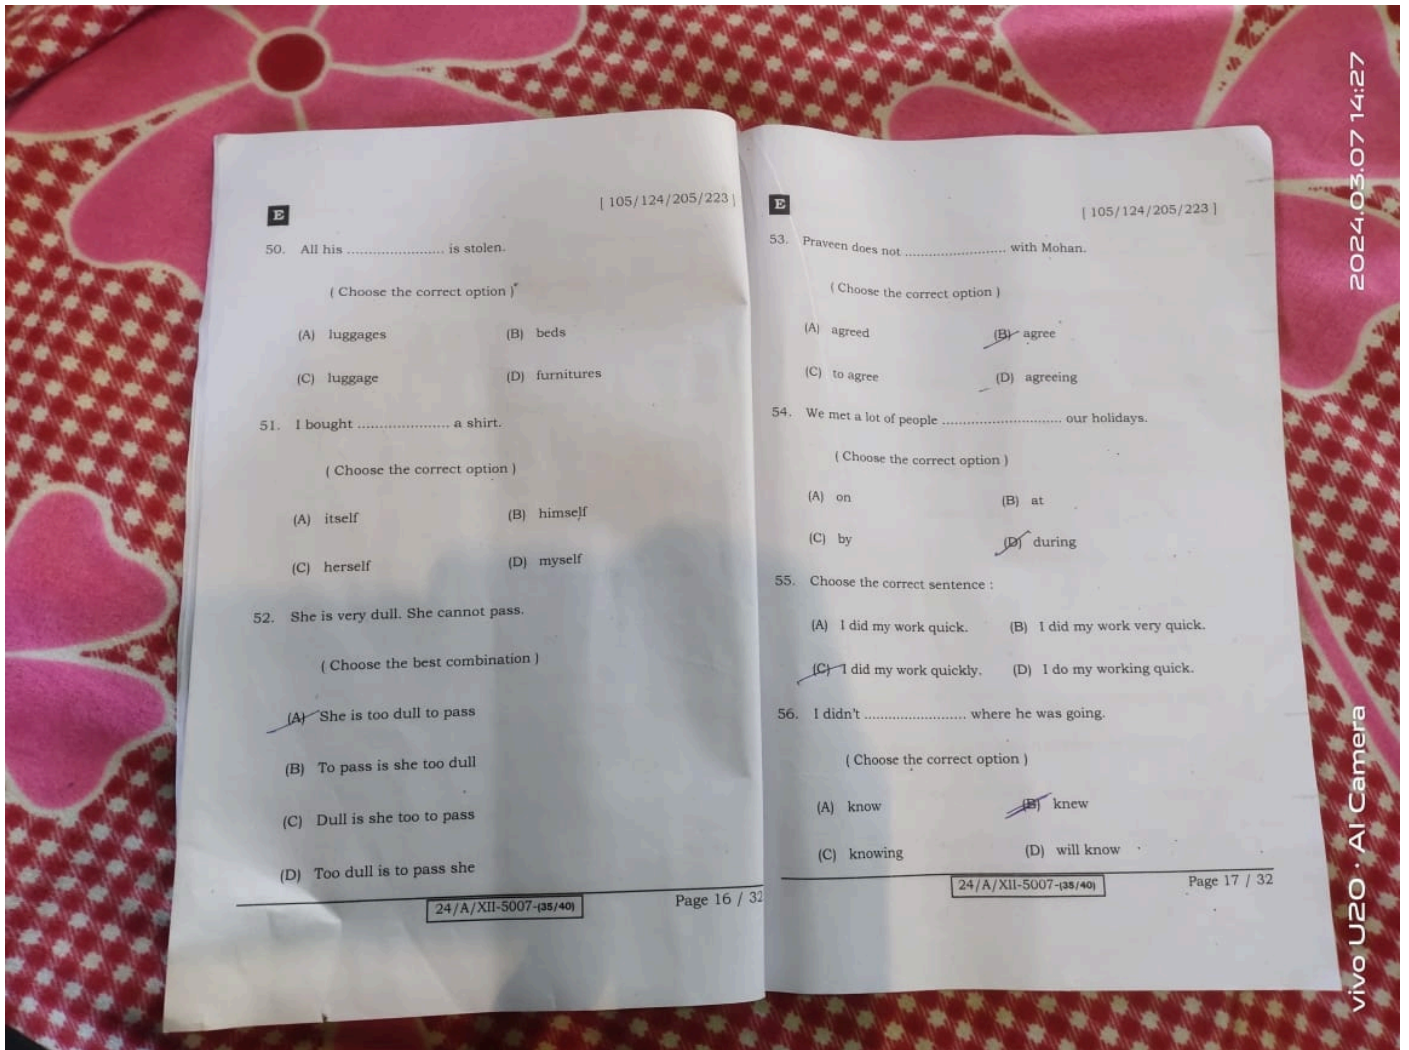 E
[ 105/124/205/223 ]
50. All his ........................ is stolen.
( Choose the correct option )
(A) luggages (B) beds
(C) luggage (D) furnitures
51. I bought ....................... a shirt.
( Choose the correct option )
(A) itself (B) himself
(C) herself (D) myself
52. She is very dull. She cannot pass.
( Choose the best combination )
(A) She is too dull to pass
(B) To pass is she too dull
(C) Dull is she too to pass
(D) Too dull is to pass she
24/A/XII-5007-(35/40) Page 16 / 32
E
[ 105/124/205/223 ]
53. Praveen does not ......................... with Mohan.
( Choose the correct option )
(A) agreed (B) agree
(C) to agree (D) agreeing
54. We met a lot of people .............................. our holidays.
( Choose the correct option )
(A) on (B) at
(C) by (D) during
55. Choose the correct sentence :
(A) I did my work quick. (B) I did my work very quick.
(C) I did my work quickly. (D) I do my working quick.
56. I didn't ......................... where he was going.
( Choose the correct option )
(A) know (B) knew
(C) knowing (D) will know
24/A/XII-5007-(35/40) Page 17 / 32
2024.03.07 14:27
vivo U20 · AI Camera